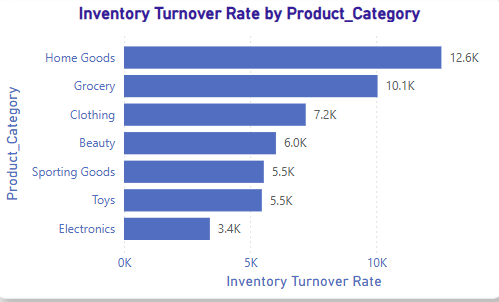 Inventory Turnover Rate by Product_Category
Product_Category
Home Goods 12.6K
Grocery 10.1K
Clothing 7.2K
Beauty 6.0K
Sporting Goods 5.5K
Toys 5.5K
Electronics 3.4K
0K 5K 10K
Inventory Turnover Rate